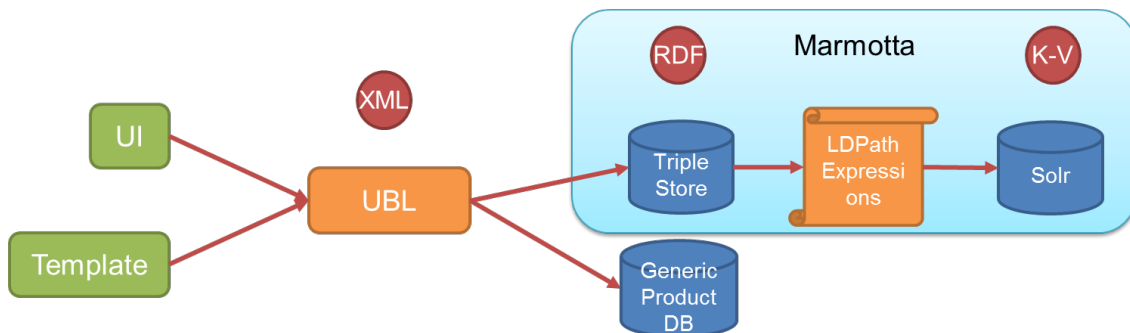 Marmotta
RDF
K-V
XML
UI
Template
UBL
Triple
Store
LDPath
Expressi
ons
Solr
Generic
Product
DB